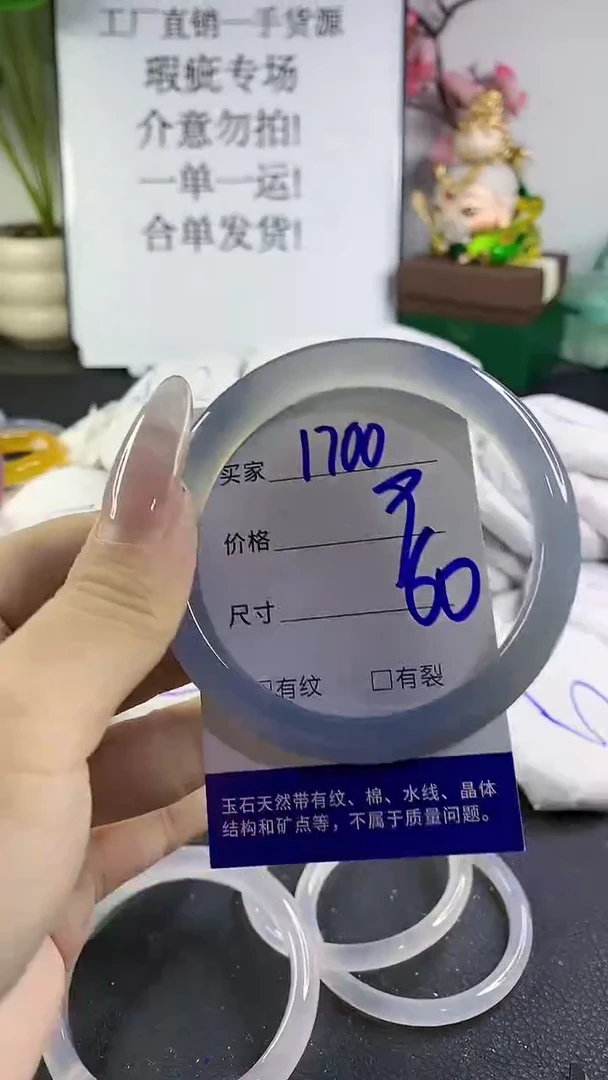 工厂直销一手货源
瑕疵专场
介意勿拍!
一单一运!
合单发货!
买家 1700
价格
尺寸 60
有纹 □有裂
玉石天然带有纹、棉、水线、晶体
结构和矿点等，不属于质量问题。